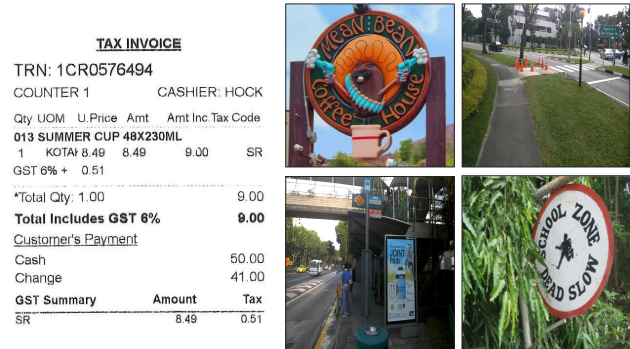 TAX INVOICE
TRN: 1CR0576494
COUNTER 1 CASHIER: HOCK
Qty UOM U.Price Amt Amt Inc.Tax Code
013 SUMMER CUP 48X230ML
1 KOTAK 8.49 8.49 9.00 SR
GST 6% + 0.51
*Total Qty: 1.00 9.00
Total Includes GST 6% 9.00
Customer's Payment
Cash 50.00
Change 41.00
GST Summary Amount Tax
SR 8.49 0.51
Mean Bean
Coffee House
JOINT
PAIN
SCHOOL ZONE
DEAD SLOW